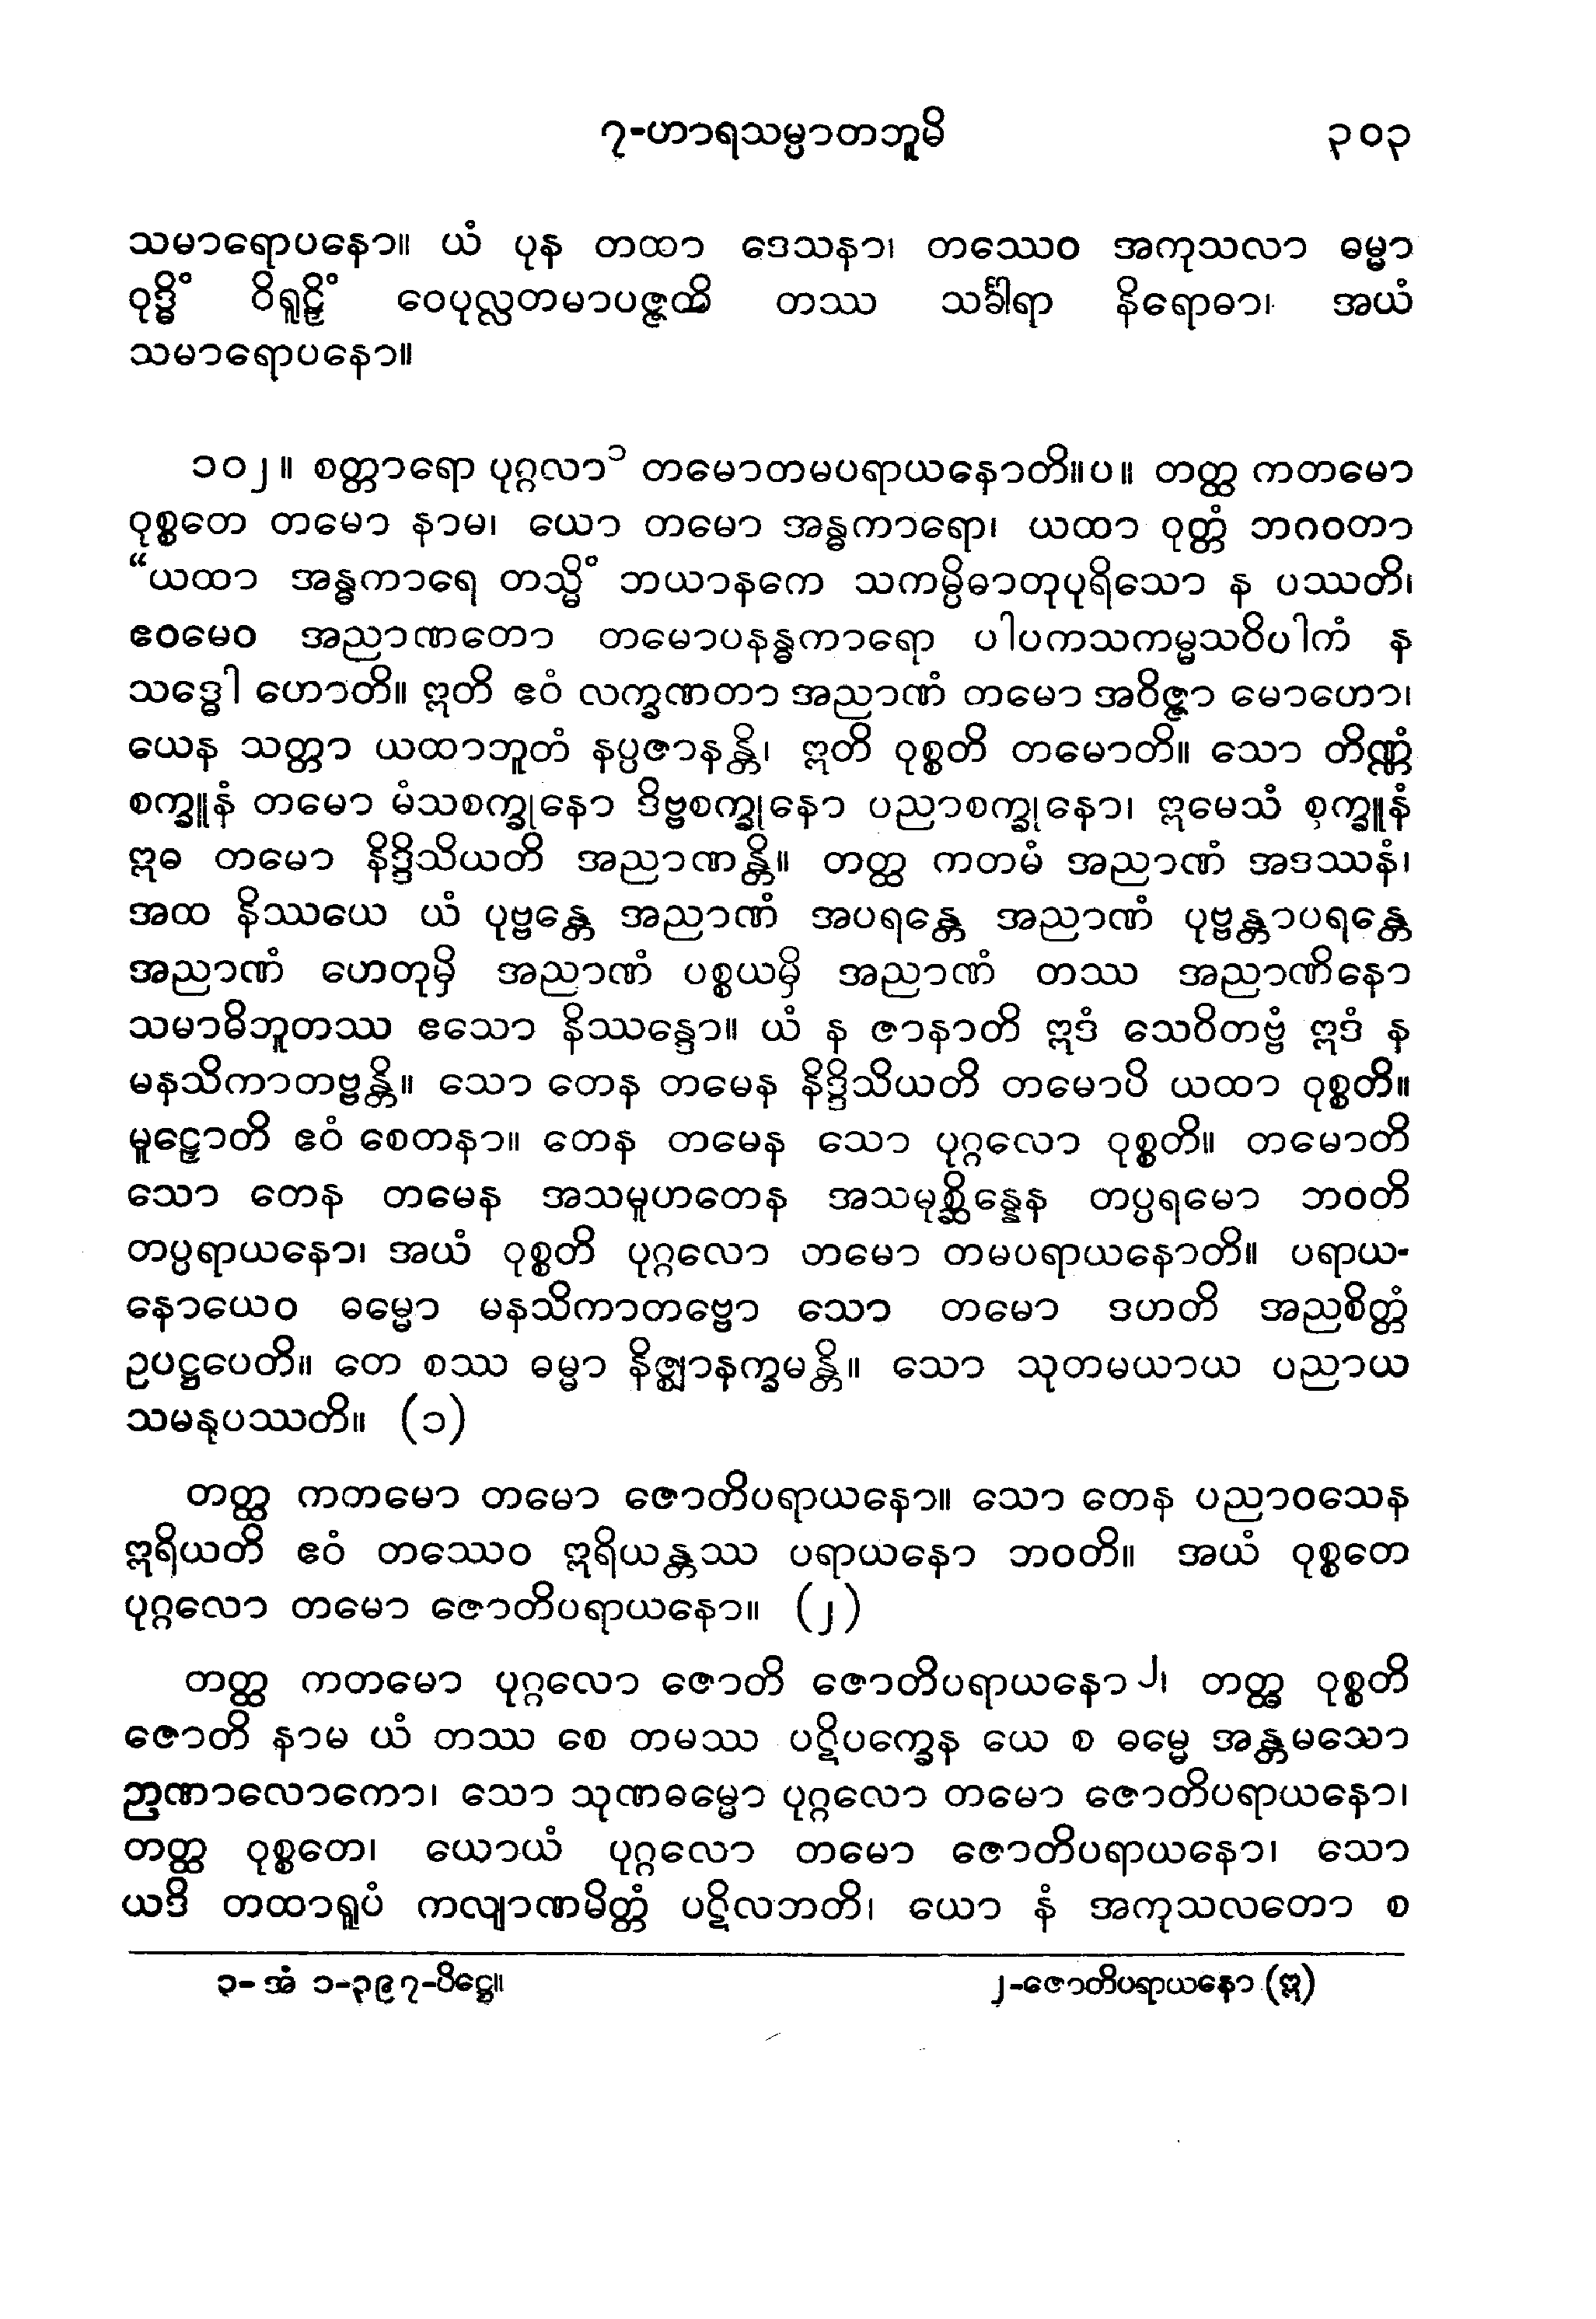 ၇-ဟာရသမ္ပာတဘူမိ ၃၀၃
သမာရောပနော။ ယံ ပုန တထာ ဒေသနာ၊ တဿေဝ အကုသလာ ဓမ္မာ
ဝုဒ္ဓိံ ဝိရူဠှိံ ဝေပုလ္လတမာပဇ္ဇထိ တဿ သင်္ခါရာ နိရောဓာ၊ အယံ
သမာရောပနော။
၁၀၂။ စတ္တာရော ပုဂ္ဂလာ၁ တမောတမပရာယနောတိ။ပ။ တတ္ထ ကတမော
ဝုစ္စတေ တမော နာမ၊ ယော တမော အန္ဓကာရော၊ ယထာ ဝုတ္တံ ဘဂဝတာ
“ယထာ အန္ဓကာရေ တသ္မိံ ဘယာနကေ သကမ္ပိဓာတုပုရိသော န ပဿတိ၊
ဧဝမေဝ အညာဏတော တမောပနန္ဓကာရော ပါပကသကမ္မသဝိပါကံ န
သဒ္ဓေါ ဟောတိ။ ဣတိ ဧဝံ လက္ခဏတာ အညာဏံ တမော အဝိဇ္ဇာ မောဟော၊
ယေန သတ္တာ ယထာဘူတံ နပ္ပဇာနန္တိ၊ ဣတိ ဝုစ္စတိ တမောတိ။ သော တိဏ္ဏံ
စက္ခူနံ တမော မံသစက္ခုနော ဒိဗ္ဗစက္ခုနော ပညာစက္ခုနော၊ ဣမေသံ စက္ခူနံ
ဣဓ တမော နိဒ္ဒိသိယတိ အညာဏန္တိ။ တတ္ထ ကတမံ အညာဏံ အဒဿနံ၊
အထ နိဿယေ ယံ ပုဗ္ဗန္တေ အညာဏံ အပရန္တေ အညာဏံ ပုဗ္ဗန္တာပရန္တေ
အညာဏံ ဟေတုမှိ အညာဏံ ပစ္စယမှိ အညာဏံ တဿ အညာဏိနော
သမာဓိဘူတဿ ဧသော နိဿန္ဒော။ ယံ န ဇာနာတိ ဣဒံ သေဝိတဗ္ဗံ ဣဒံ န
မနသိကာတဗ္ဗန္တိ။ သော တေန တမေန နိဒ္ဒိသိယတိ တမောပိ ယထာ ဝုစ္စတိ။
မူဠှောတိ ဧဝံ စေတနာ။ တေန တမေန သော ပုဂ္ဂလော ဝုစ္စတိ။ တမောတိ
သော တေန တမေန အသမူဟတေန အသမုစ္ဆိန္နေန တပ္ပရမော ဘဝတိ
တပ္ပရာယနော၊ အယံ ဝုစ္စတိ ပုဂ္ဂလော တမော တမပရာယနောတိ။ ပရာယ-
နောယေဝ ဓမ္မော မနသိကာတဗ္ဗော သော တမော ဒဟတိ အညစိတ္တံ
ဥပဋ္ဌပေတိ။ တေ စဿ ဓမ္မာ နိဇ္ဈာနက္ခမန္တိ။ သော သုတမယာယ ပညာယ
သမနုပဿတိ။ (၁)
တတ္ထ ကတမော တမော ဇောတိပရာယနော။ သော တေန ပညာဝသေန
ဣရိယတိ ဧဝံ တဿေဝ ဣရိယန္တဿ ပရာယနော ဘဝတိ။ အယံ ဝုစ္စတေ
ပုဂ္ဂလော တမော ဇောတိပရာယနော။ (၂)
တတ္ထ ကတမော ပုဂ္ဂလော ဇောတိ ဇောတိပရာယနော၂၊ တတ္ထ ဝုစ္စတိ
ဇောတိ နာမ ယံ တဿ စေ တမဿ ပဋိပက္ခေန ယေ စ ဓမ္မေ အန္တမသော
ဉာဏာလောကော၊ သော သုဏဓမ္မော ပုဂ္ဂလော တမော ဇောတိပရာယနော၊
တတ္ထ ဝုစ္စတေ၊ ယောယံ ပုဂ္ဂလော တမော ဇောတိပရာယနော၊ သော
ယဒိ တထာရူပံ ကလျာဏမိတ္တံ ပဋိလဘတိ၊ ယော နံ အကုသလတော စ
၃-အံ ၁-၃၉၇-ပိဋ္ဌေ။ ၂-ဇောတိပရာယနော (ဣ)